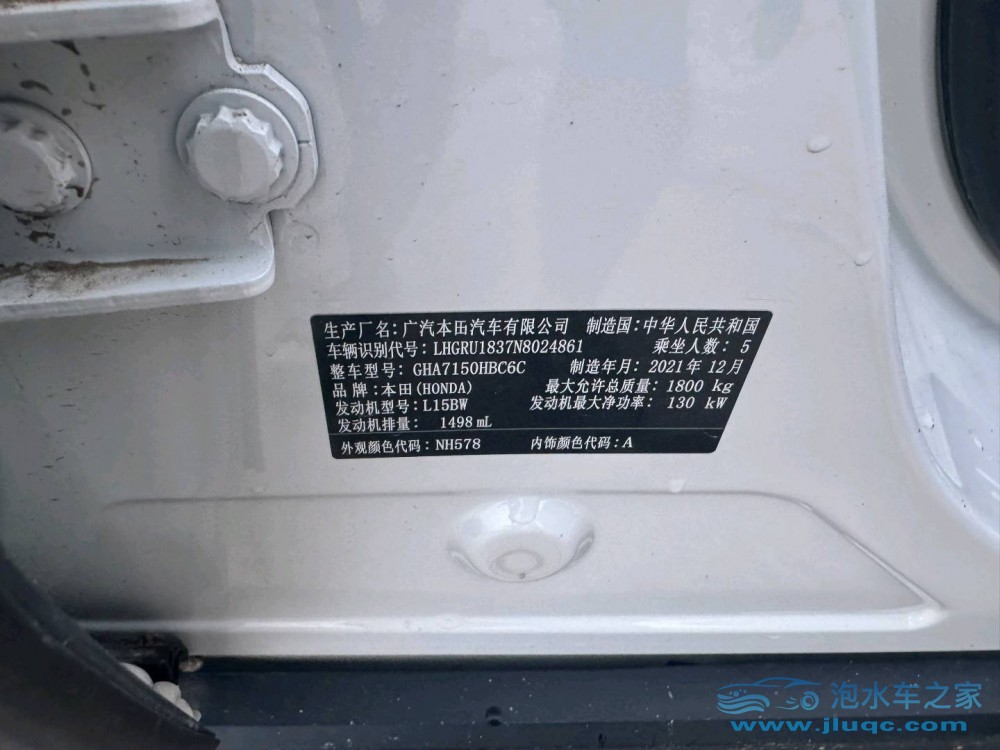 生产厂名:广汽本田汽车有限公司 制造国:中华人民共和国
车辆识别代号:LHGRU1837N8024861 乘坐人数:5
整车型号:GHA7150HBC6C 制造年月:2021年12月
品牌:本田(HONDA) 最大允许总质量:1800 kg
发动机型号:L15BW 发动机最大净功率:130 kW
发动机排量:1498 mL
外观颜色代码:NH578 内饰颜色代码:A
泡水车之家
www.jluqc.com